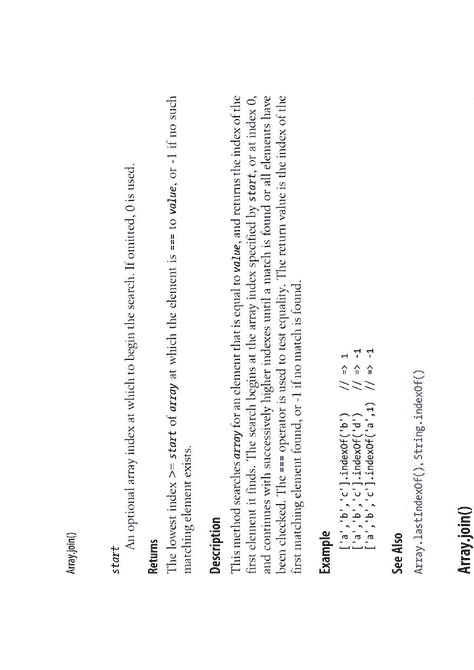 Array.join()
start
An optional array index at which to begin the search. If omitted, 0 is used.
Returns
The lowest index >= start of array at which the element is === to value, or -1 if no such
matching element exists.
Description
This method searches array for an element that is equal to value, and returns the index of the
first element it finds. The search begins at the array index specified by start, or at index 0,
and continues with successively higher indexes until a match is found or all elements have
been checked. The === operator is used to test equality. The return value is the index of the
first matching element found, or -1 if no match is found.
Example
['a','b','c'].indexOf('b') // => 1
['a','b','c'].indexOf('d') // => -1
['a','b','c'].indexOf('a',1) // => -1
See Also
Array.lastIndexOf(), String.indexOf()
Array.join()